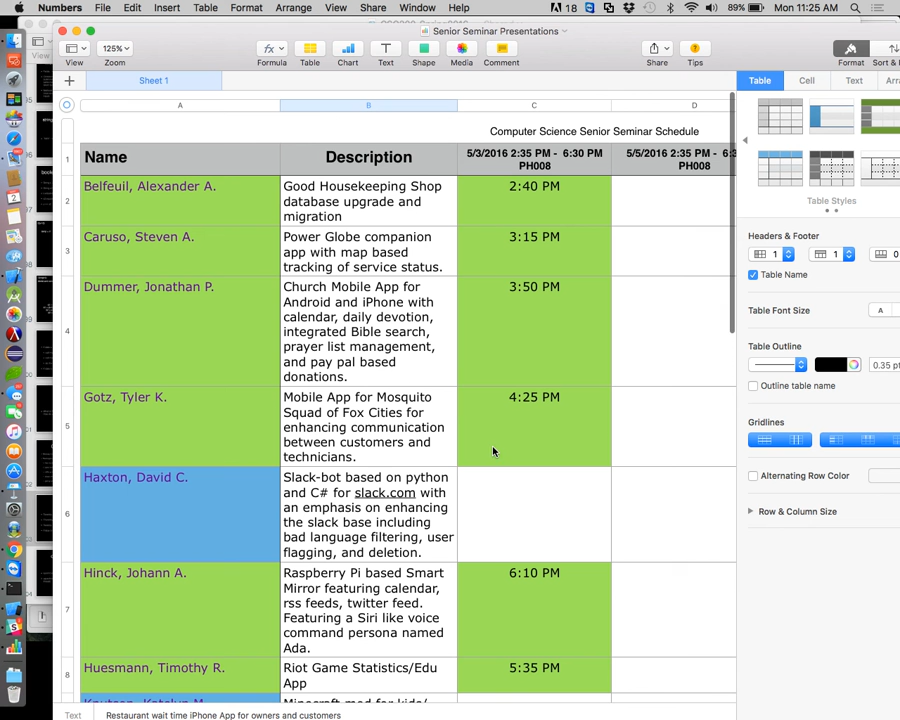 Numbers File Edit Insert Table Format Arrange View Share Window Help
18 89% Mon 11:25 AM
Senior Seminar Presentations
125%
View Zoom Formula Table Chart Text Shape Media Comment Share Tips Format
Sheet 1
Table Cell Text
A B C D
Computer Science Senior Seminar Schedule
1 Name Description 5/3/2016 2:35 PM - 6:30 PM
PH008
5/5/2016 2:35 PM - 6:3
PH008
2 Belfeuil, Alexander A.
Good Housekeeping Shop
database upgrade and
migration
2:40 PM
3 Caruso, Steven A.
Power Globe companion
app with map based
tracking of service status.
3:15 PM
4 Dummer, Jonathan P.
Church Mobile App for
Android and iPhone with
calendar, daily devotion,
integrated Bible search,
prayer list management,
and pay pal based
donations.
3:50 PM
5 Gotz, Tyler K.
Mobile App for Mosquito
Squad of Fox Cities for
enhancing communication
between customers and
technicians.
4:25 PM
6 Haxton, David C.
Slack-bot based on python
and C# for slack.com with
an emphasis on enhancing
the slack base including
bad language filtering, user
flagging, and deletion.
7 Hinck, Johann A.
Raspberry Pi based Smart
Mirror featuring calendar,
rss feeds, twitter feed.
Featuring a Siri like voice
command persona named
Ada.
6:10 PM
8 Huesmann, Timothy R.
Riot Game Statistics/Edu
App
5:35 PM
Text Restaurant wait time iPhone App for owners and customers
Table Styles
Headers & Footer
1 1 0
Table Name
Table Font Size A
Table Outline
0.35 pt
Outline table name
Gridlines
Alternating Row Color
Row & Column Size